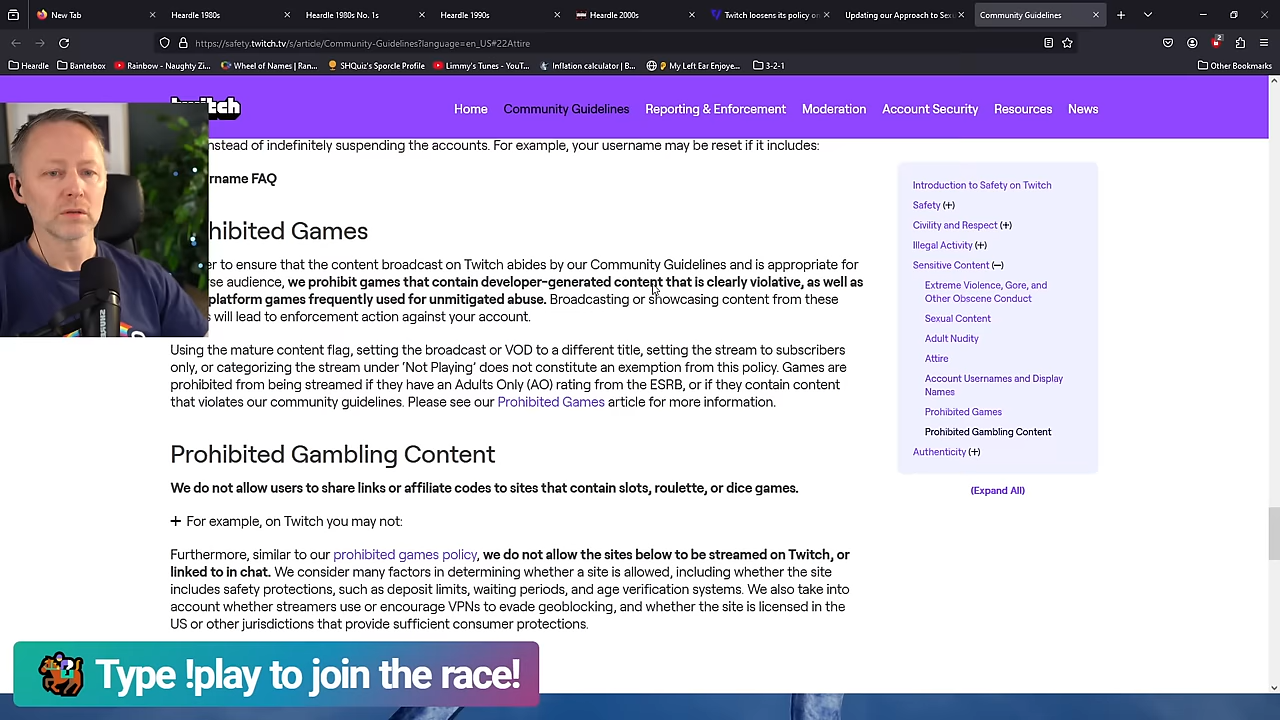 New Tab
Heardle 1980s
Heardle 1980s No. 1s
Heardle 1990s
Heardle 2000s
Twitch loosens its policy on
Updating our Approach to Sexu
Community Guidelines
https://safety.twitch.tv/s/article/Community-Guidelines?language=en_US#22Attire
2
Heardle
Banterbox
Rainbow - Naughty Zi...
Wheel of Names | Ran...
SHQuiz's Sporcle Profile
Limmy's Tunes - YouT...
Inflation calculator | B...
My Left Ear Enjoye...
3-2-1
Other Bookmarks
twitch
Home
Community Guidelines
Reporting & Enforcement
Moderation
Account Security
Resources
News
nstead of indefinitely suspending the accounts. For example, your username may be reset if it includes:
rname FAQ
hibited Games
er to ensure that the content broadcast on Twitch abides by our Community Guidelines and is appropriate for
rse audience, we prohibit games that contain developer-generated content that is clearly violative, as well as
platform games frequently used for unmitigated abuse. Broadcasting or showcasing content from these
will lead to enforcement action against your account.
Using the mature content flag, setting the broadcast or VOD to a different title, setting the stream to subscribers
only, or categorizing the stream under 'Not Playing' does not constitute an exemption from this policy. Games are
prohibited from being streamed if they have an Adults Only (AO) rating from the ESRB, or if they contain content
that violates our community guidelines. Please see our Prohibited Games article for more information.
Prohibited Gambling Content
We do not allow users to share links or affiliate codes to sites that contain slots, roulette, or dice games.
+ For example, on Twitch you may not:
Furthermore, similar to our prohibited games policy, we do not allow the sites below to be streamed on Twitch, or
linked to in chat. We consider many factors in determining whether a site is allowed, including whether the site
includes safety protections, such as deposit limits, waiting periods, and age verification systems. We also take into
account whether streamers use or encourage VPNs to evade geoblocking, and whether the site is licensed in the
US or other jurisdictions that provide sufficient consumer protections.
Introduction to Safety on Twitch
Safety (+)
Civility and Respect (+)
Illegal Activity (+)
Sensitive Content (−)
Extreme Violence, Gore, and
Other Obscene Conduct
Sexual Content
Adult Nudity
Attire
Account Usernames and Display
Names
Prohibited Games
Prohibited Gambling Content
Authenticity (+)
(Expand All)
Type !play to join the race!